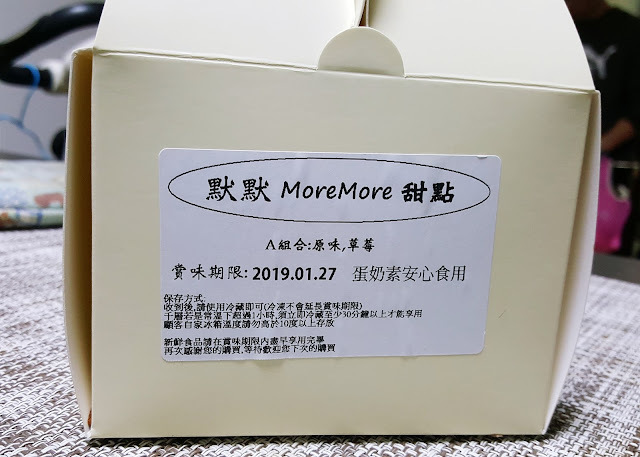 默默 MoreMore 甜點
A組合:原味,草莓
賞味期限: 2019.01.27 蛋奶素安心食用
保存方式:
收到後,請使用冷藏即可(冷凍不會延長賞味期限)
千層若是常溫下超過1小時,須立即冷藏至少30分鐘以上才能享用
顧客自家冰箱溫度請勿高於10度以上存放
新鮮食品請在賞味期限內盡早享用完畢
再次感謝您的購買,等待歡迎您下次的購買